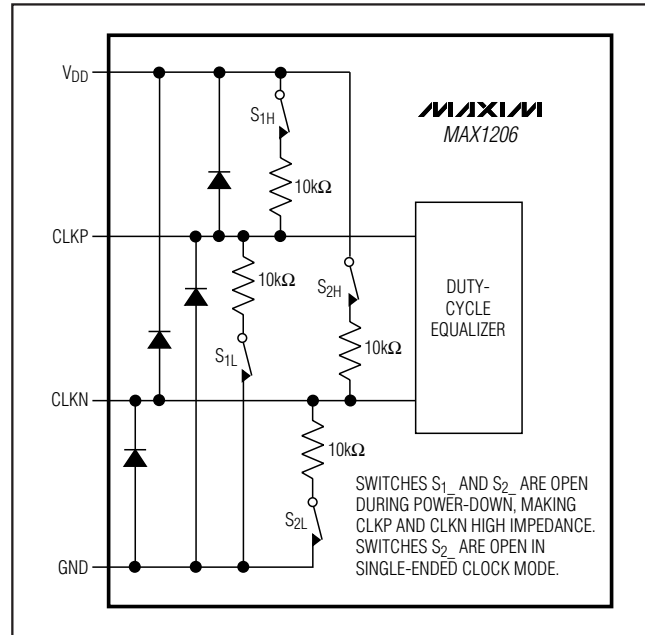 VDD
MAXIM
MAX1206
S1H
10kΩ
CLKP
10kΩ
S2H
DUTY-
CYCLE
EQUALIZER
S1L
10kΩ
CLKN
10kΩ
SWITCHES S1_ AND S2_ ARE OPEN
DURING POWER-DOWN, MAKING
CLKP AND CLKN HIGH IMPEDANCE.
SWITCHES S2_ ARE OPEN IN
SINGLE-ENDED CLOCK MODE.
S2L
GND